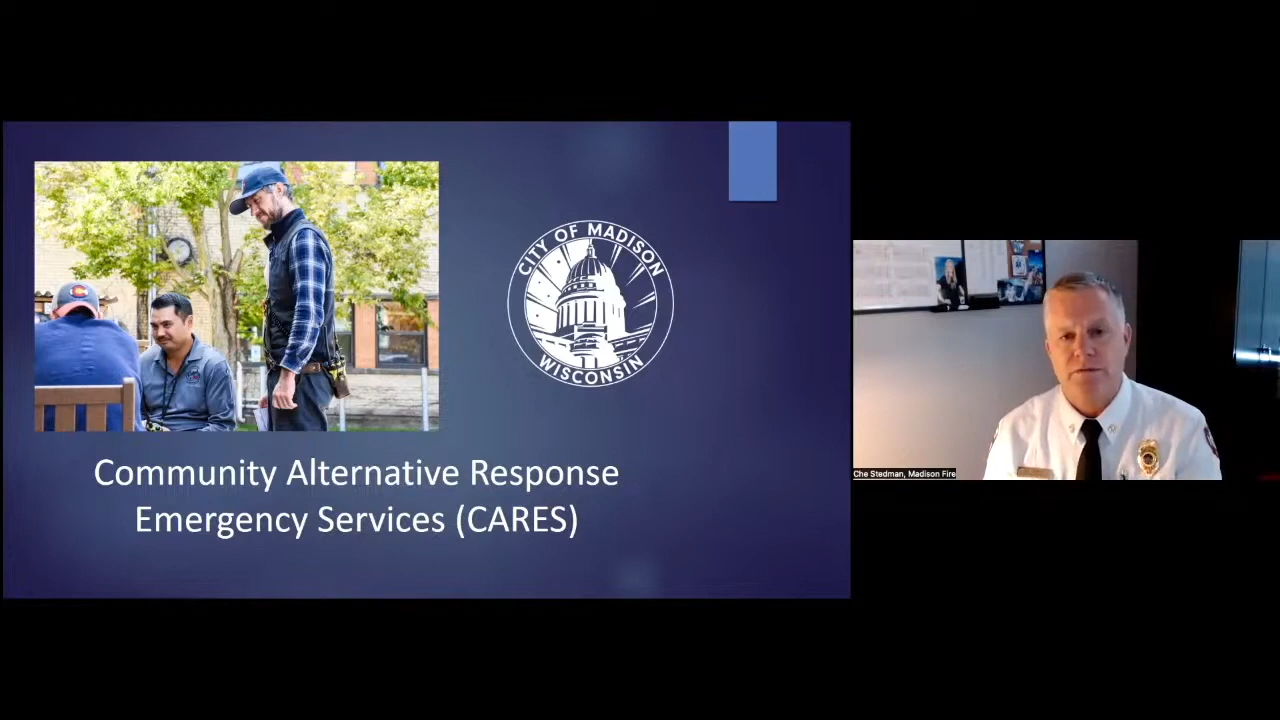 CITY OF MADISON
WISCONSIN
Community Alternative Response
Emergency Services (CARES)
Che Stedman, Madison Fire